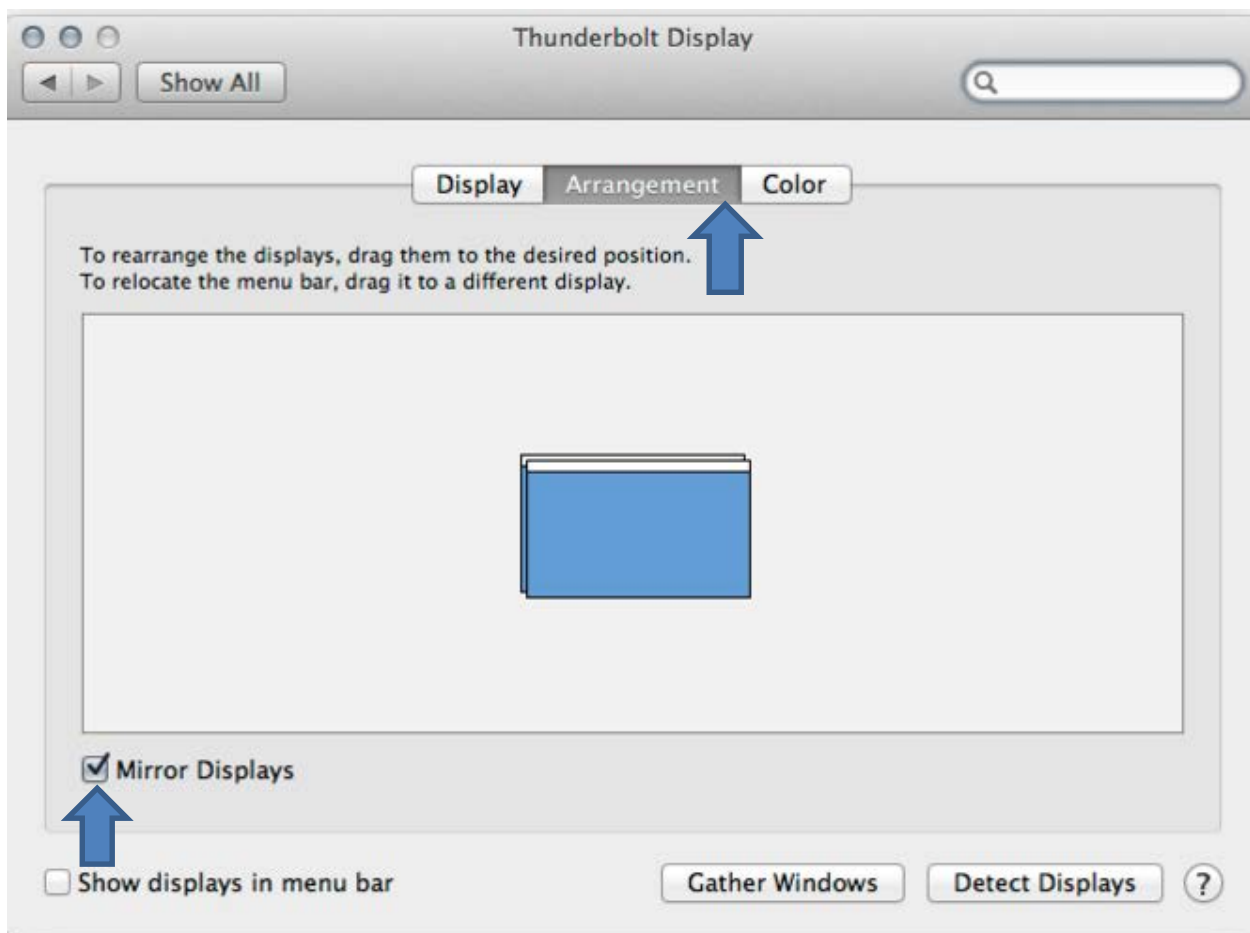 Thunderbolt Display
Show All
Display Arrangement Color
To rearrange the displays, drag them to the desired position.
To relocate the menu bar, drag it to a different display.
Mirror Displays
Show displays in menu bar Gather Windows Detect Displays ?